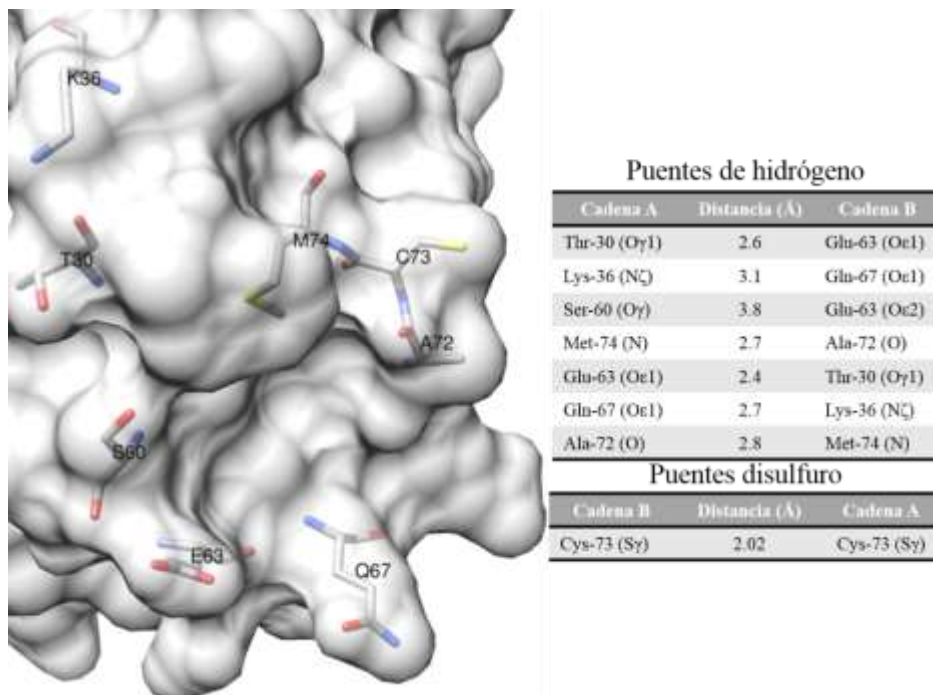 K36
M74
C73
T30
A72
S60
E63
Q67
Puentes de hidrógeno
Cadena A Distancia (Å) Cadena B
Thr-30 (Oγ1) 2.6 Glu-63 (Oε1)
Lys-36 (Nζ) 3.1 Gln-67 (Oε1)
Ser-60 (Oγ) 3.8 Glu-63 (Oε2)
Met-74 (N) 2.7 Ala-72 (O)
Glu-63 (Oε1) 2.4 Thr-30 (Oγ1)
Gln-67 (Oε1) 2.7 Lys-36 (Nζ)
Ala-72 (O) 2.8 Met-74 (N)
Puentes disulfuro
Cadena B Distancia (Å) Cadena A
Cys-73 (Sγ) 2.02 Cys-73 (Sγ)